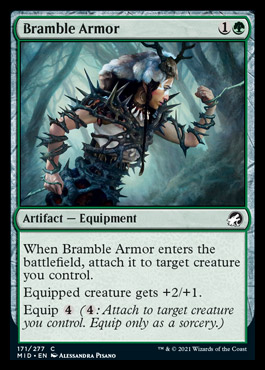 Bramble Armor 1
Artifact — Equipment
When Bramble Armor enters the
battlefield, attach it to target creature
you control.
Equipped creature gets +2/+1.
Equip 4 (4: Attach to target creature
you control. Equip only as a sorcery.)
171/277 C
MID • EN Alessandra Pisano
™ & © 2021 Wizards of the Coast